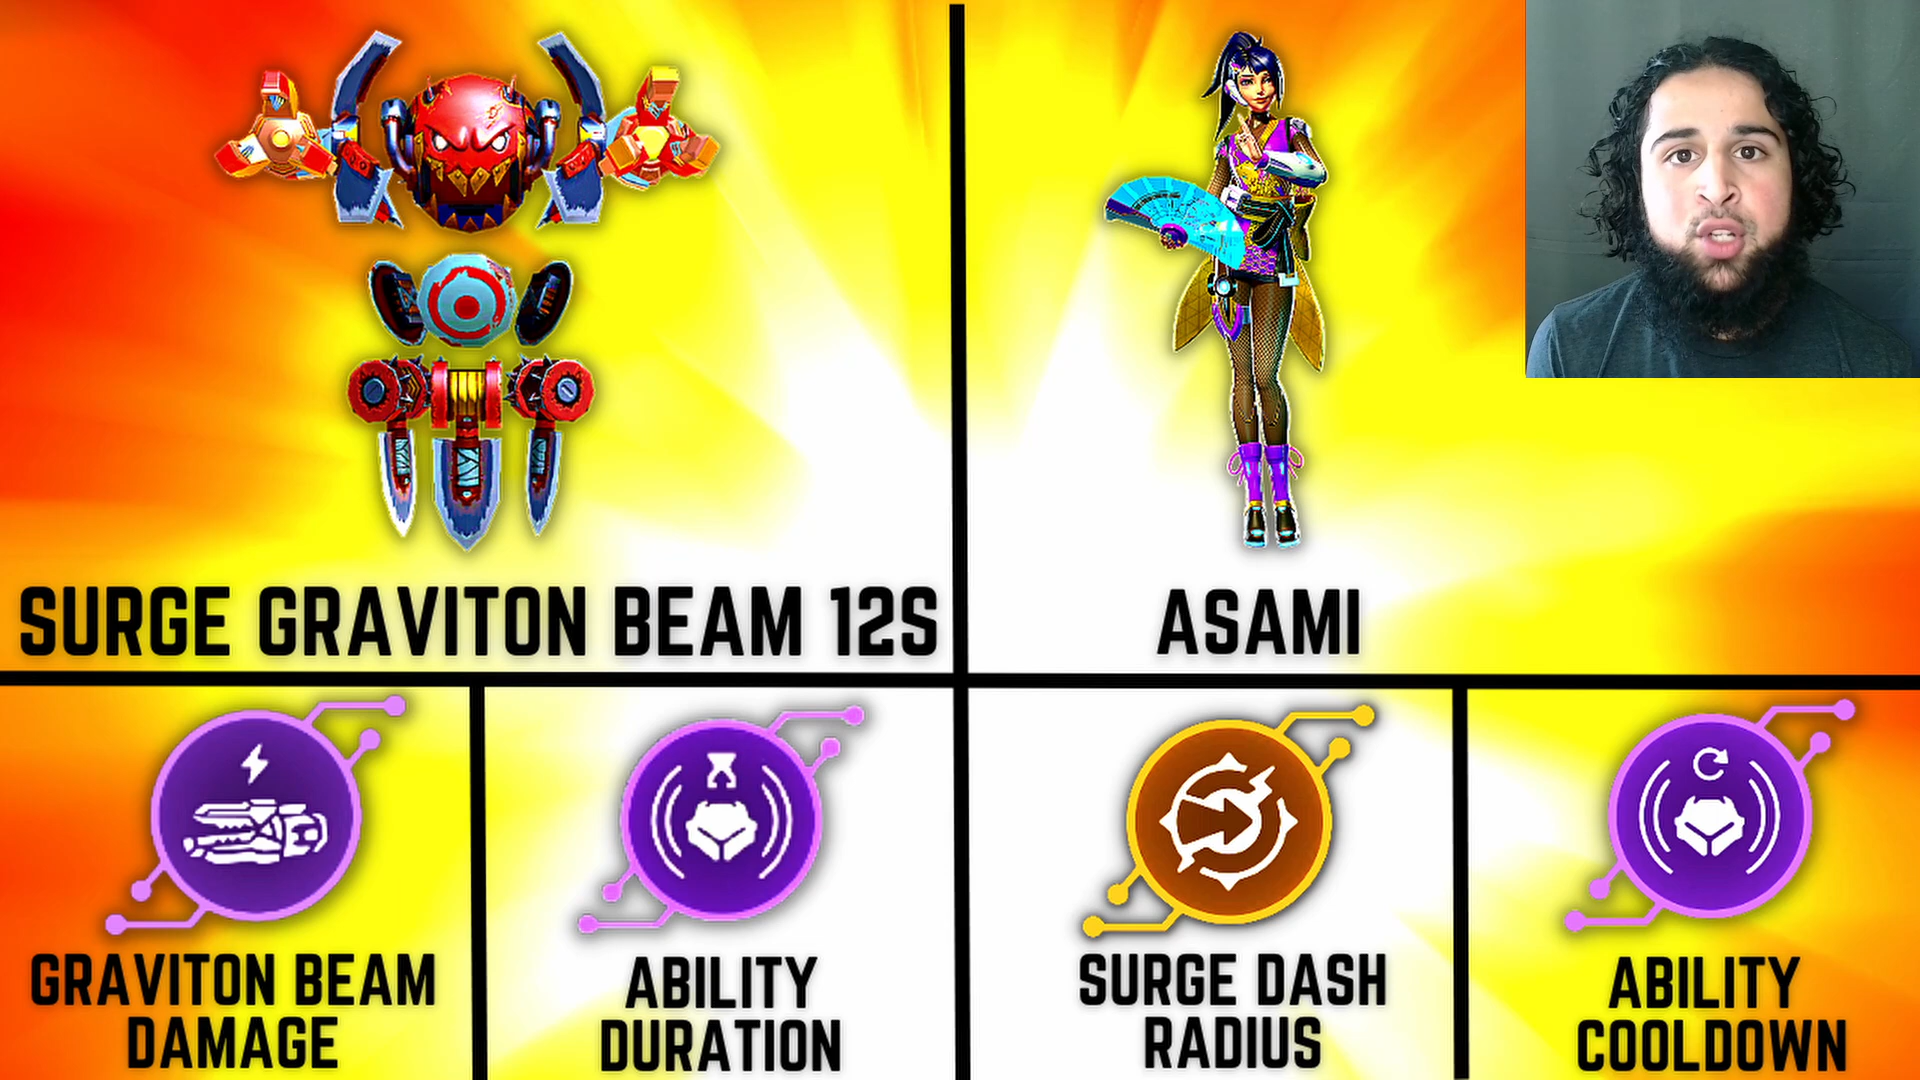 SURGE GRAVITON BEAM 12S
ASAMI
GRAVITON BEAM
DAMAGE
ABILITY
DURATION
SURGE DASH
RADIUS
ABILITY
COOLDOWN